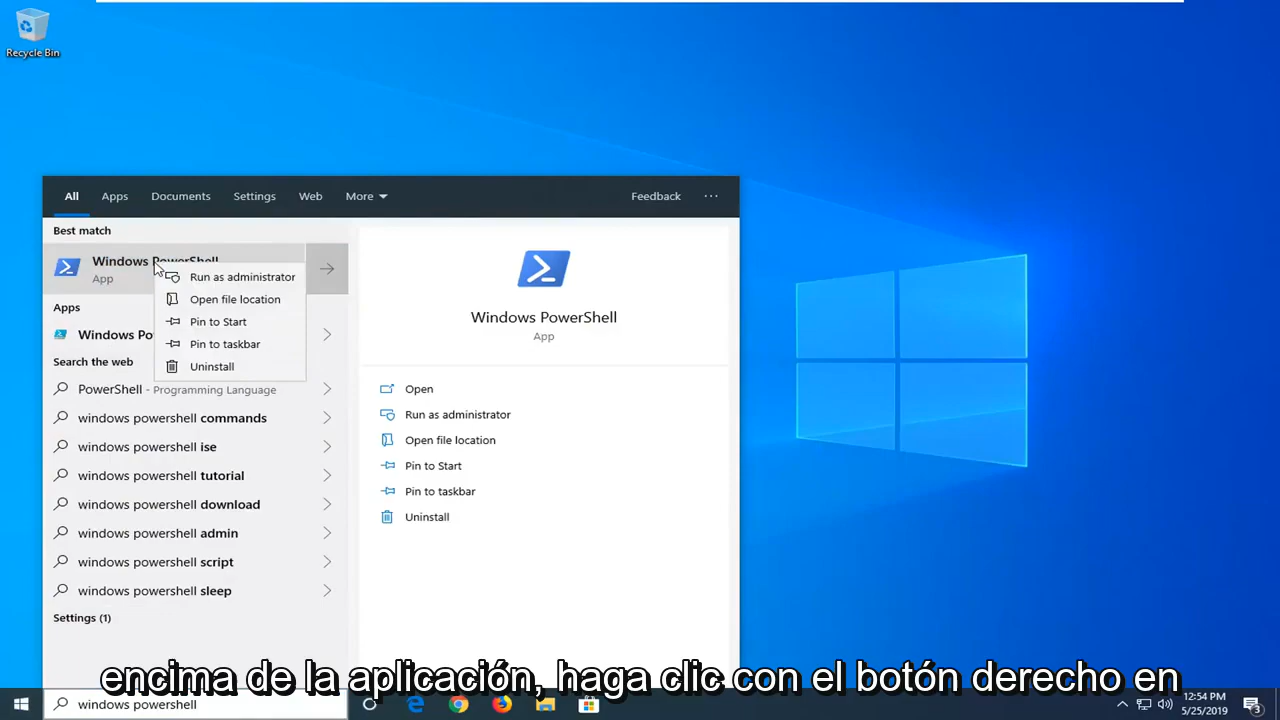 Recycle Bin
All Apps Documents Settings Web More Feedback ...
Best match
Windows PowerShell
App
Run as administrator
Open file location
Pin to Start
Pin to taskbar
Uninstall
Apps
Windows Po
Search the web
PowerShell - Programming Language
windows powershell commands
windows powershell ise
windows powershell tutorial
windows powershell download
windows powershell admin
windows powershell script
windows powershell sleep
Settings (1)
Windows PowerShell
App
Open
Run as administrator
Open file location
Pin to Start
Pin to taskbar
Uninstall
encima de la aplicación, haga clic con el botón derecho en
windows powershell
12:54 PM
5/25/2019
3